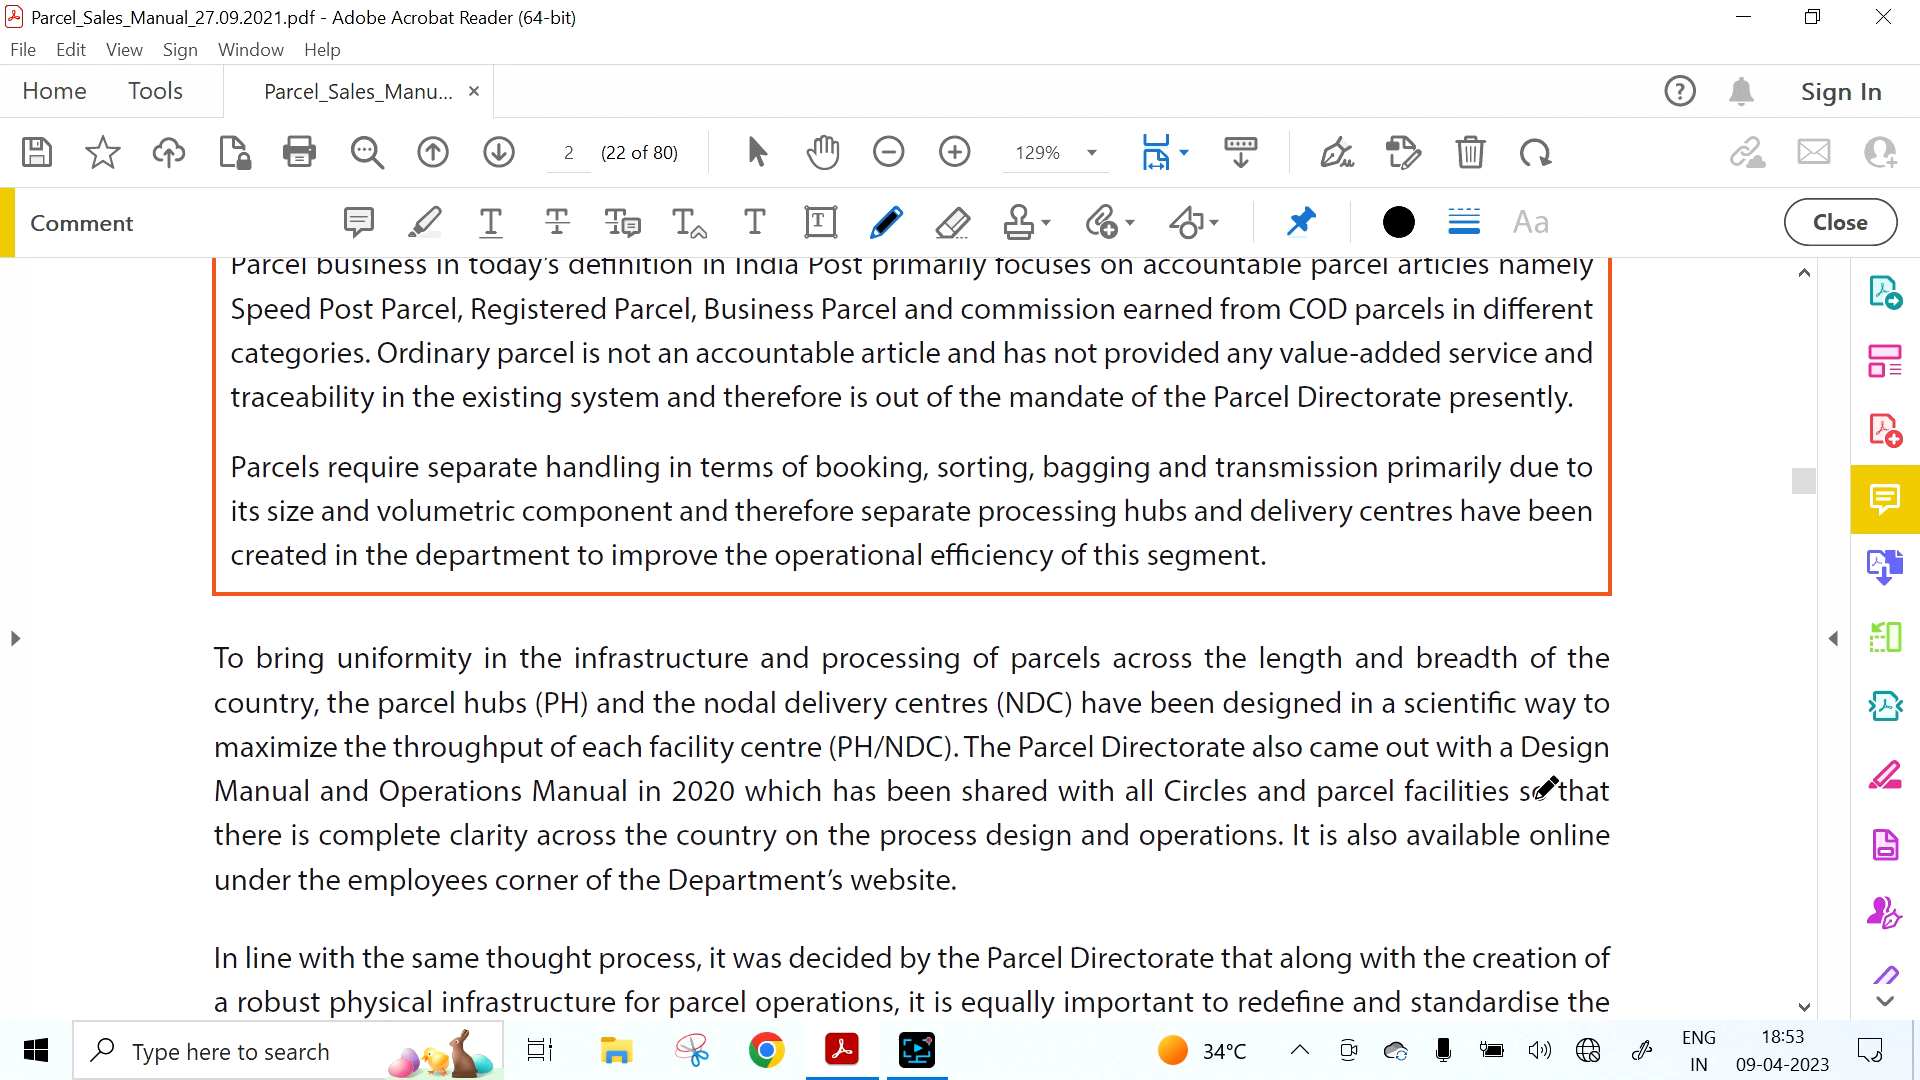 Parcel_Sales_Manual_27.09.2021.pdf - Adobe Acrobat Reader (64-bit)
File Edit View Sign Window Help
Home Tools Parcel_Sales_Manu... × Sign In
2 (22 of 80) 129%
Comment Aa Close
Parcel business in today's definition in India Post primarily focuses on accountable parcel articles namely
Speed Post Parcel, Registered Parcel, Business Parcel and commission earned from COD parcels in different
categories. Ordinary parcel is not an accountable article and has not provided any value-added service and
traceability in the existing system and therefore is out of the mandate of the Parcel Directorate presently.
Parcels require separate handling in terms of booking, sorting, bagging and transmission primarily due to
its size and volumetric component and therefore separate processing hubs and delivery centres have been
created in the department to improve the operational efficiency of this segment.
To bring uniformity in the infrastructure and processing of parcels across the length and breadth of the
country, the parcel hubs (PH) and the nodal delivery centres (NDC) have been designed in a scientific way to
maximize the throughput of each facility centre (PH/NDC). The Parcel Directorate also came out with a Design
Manual and Operations Manual in 2020 which has been shared with all Circles and parcel facilities so that
there is complete clarity across the country on the process design and operations. It is also available online
under the employees corner of the Department's website.
In line with the same thought process, it was decided by the Parcel Directorate that along with the creation of
a robust physical infrastructure for parcel operations, it is equally important to redefine and standardise the
Type here to search 34°C ENG 18:53
IN 09-04-2023